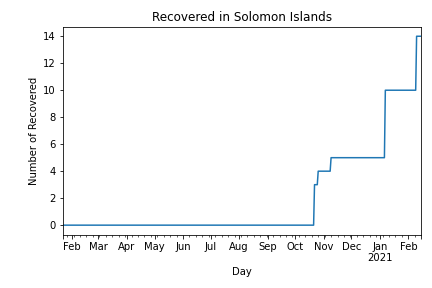 Recovered in Solomon Islands
Number of Recovered
14
12
10
8
6
4
2
0
Feb Mar Apr May Jun Jul Aug Sep Oct Nov Dec Jan Feb
2021
Day